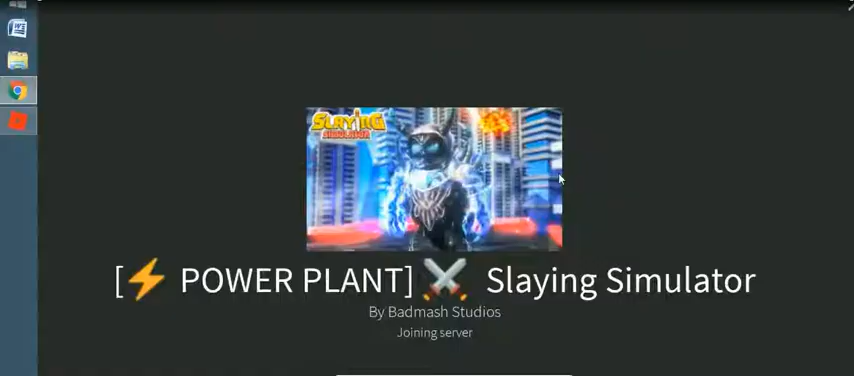 SLAYING
SIMULATOR
[⚡ POWER PLANT] ⚔ Slaying Simulator
By Badmash Studios
Joining server